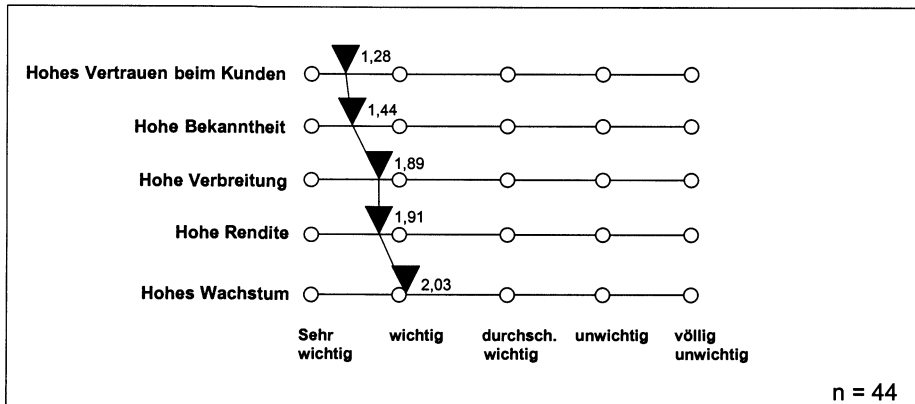 1,28
Hohes Vertrauen beim Kunden
1,44
Hohe Bekanntheit
1,89
Hohe Verbreitung
1,91
Hohe Rendite
2,03
Hohes Wachstum
Sehr wichtig
wichtig
durchsch. wichtig
unwichtig
völlig unwichtig
n = 44